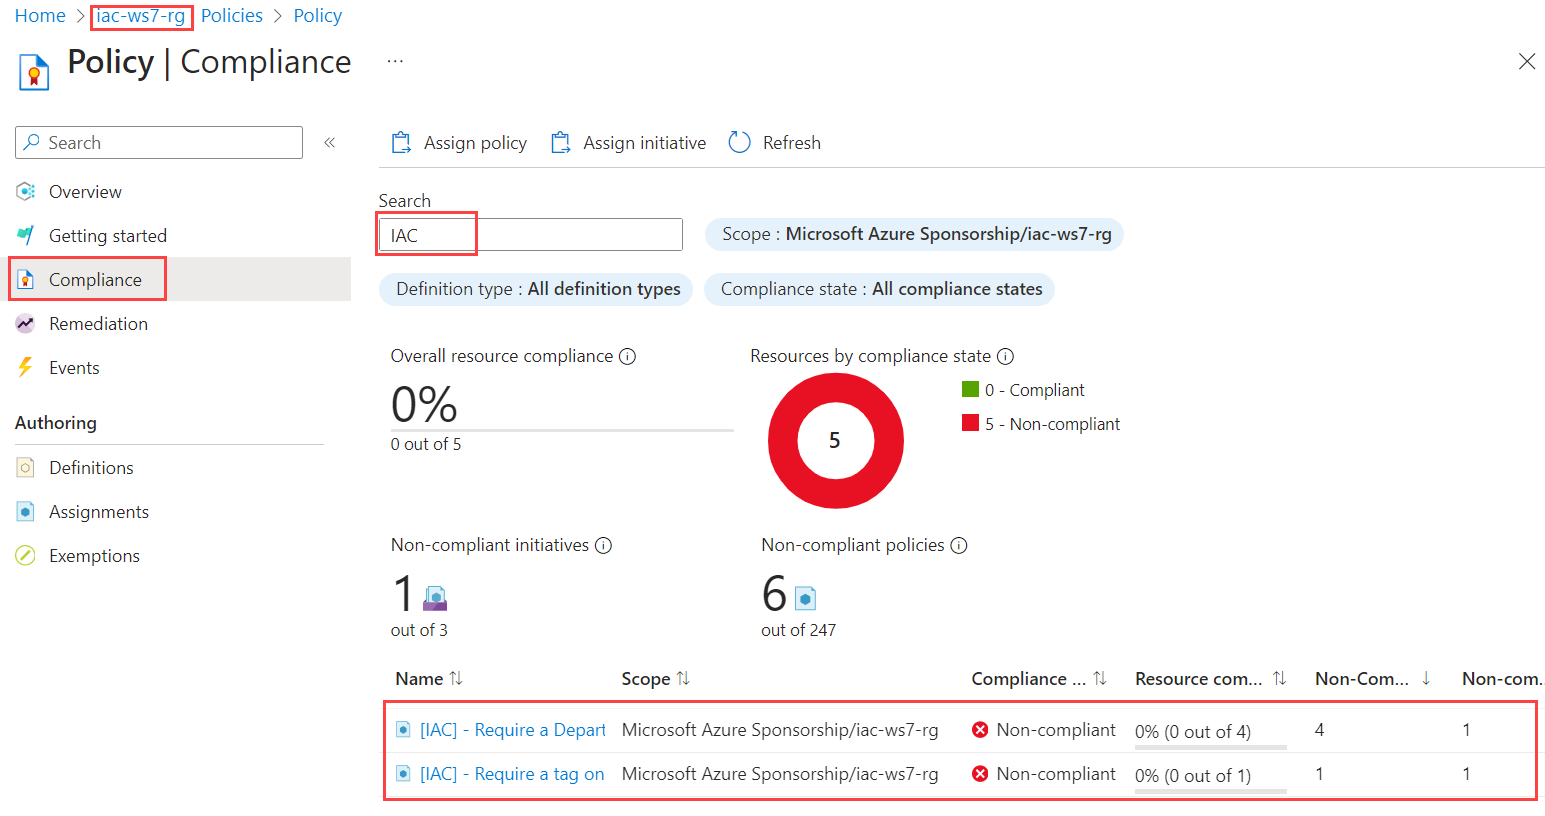 Home > iac-ws7-rg Policies > Policy
Policy | Compliance ...
Search «
Overview
Getting started
Compliance
Remediation
Events
Authoring
Definitions
Assignments
Exemptions
Assign policy Assign initiative Refresh
Search
IAC
Scope : Microsoft Azure Sponsorship/iac-ws7-rg
Definition type : All definition types Compliance state : All compliance states
Overall resource compliance
0%
0 out of 5
Resources by compliance state
5
0 - Compliant
5 - Non-compliant
Non-compliant initiatives
1
out of 3
Non-compliant policies
6
out of 247
Name Scope Compliance ... Resource com... Non-Com... Non-com...
[IAC] - Require a Depart Microsoft Azure Sponsorship/iac-ws7-rg Non-compliant 0% (0 out of 4) 4 1
[IAC] - Require a tag on Microsoft Azure Sponsorship/iac-ws7-rg Non-compliant 0% (0 out of 1) 1 1